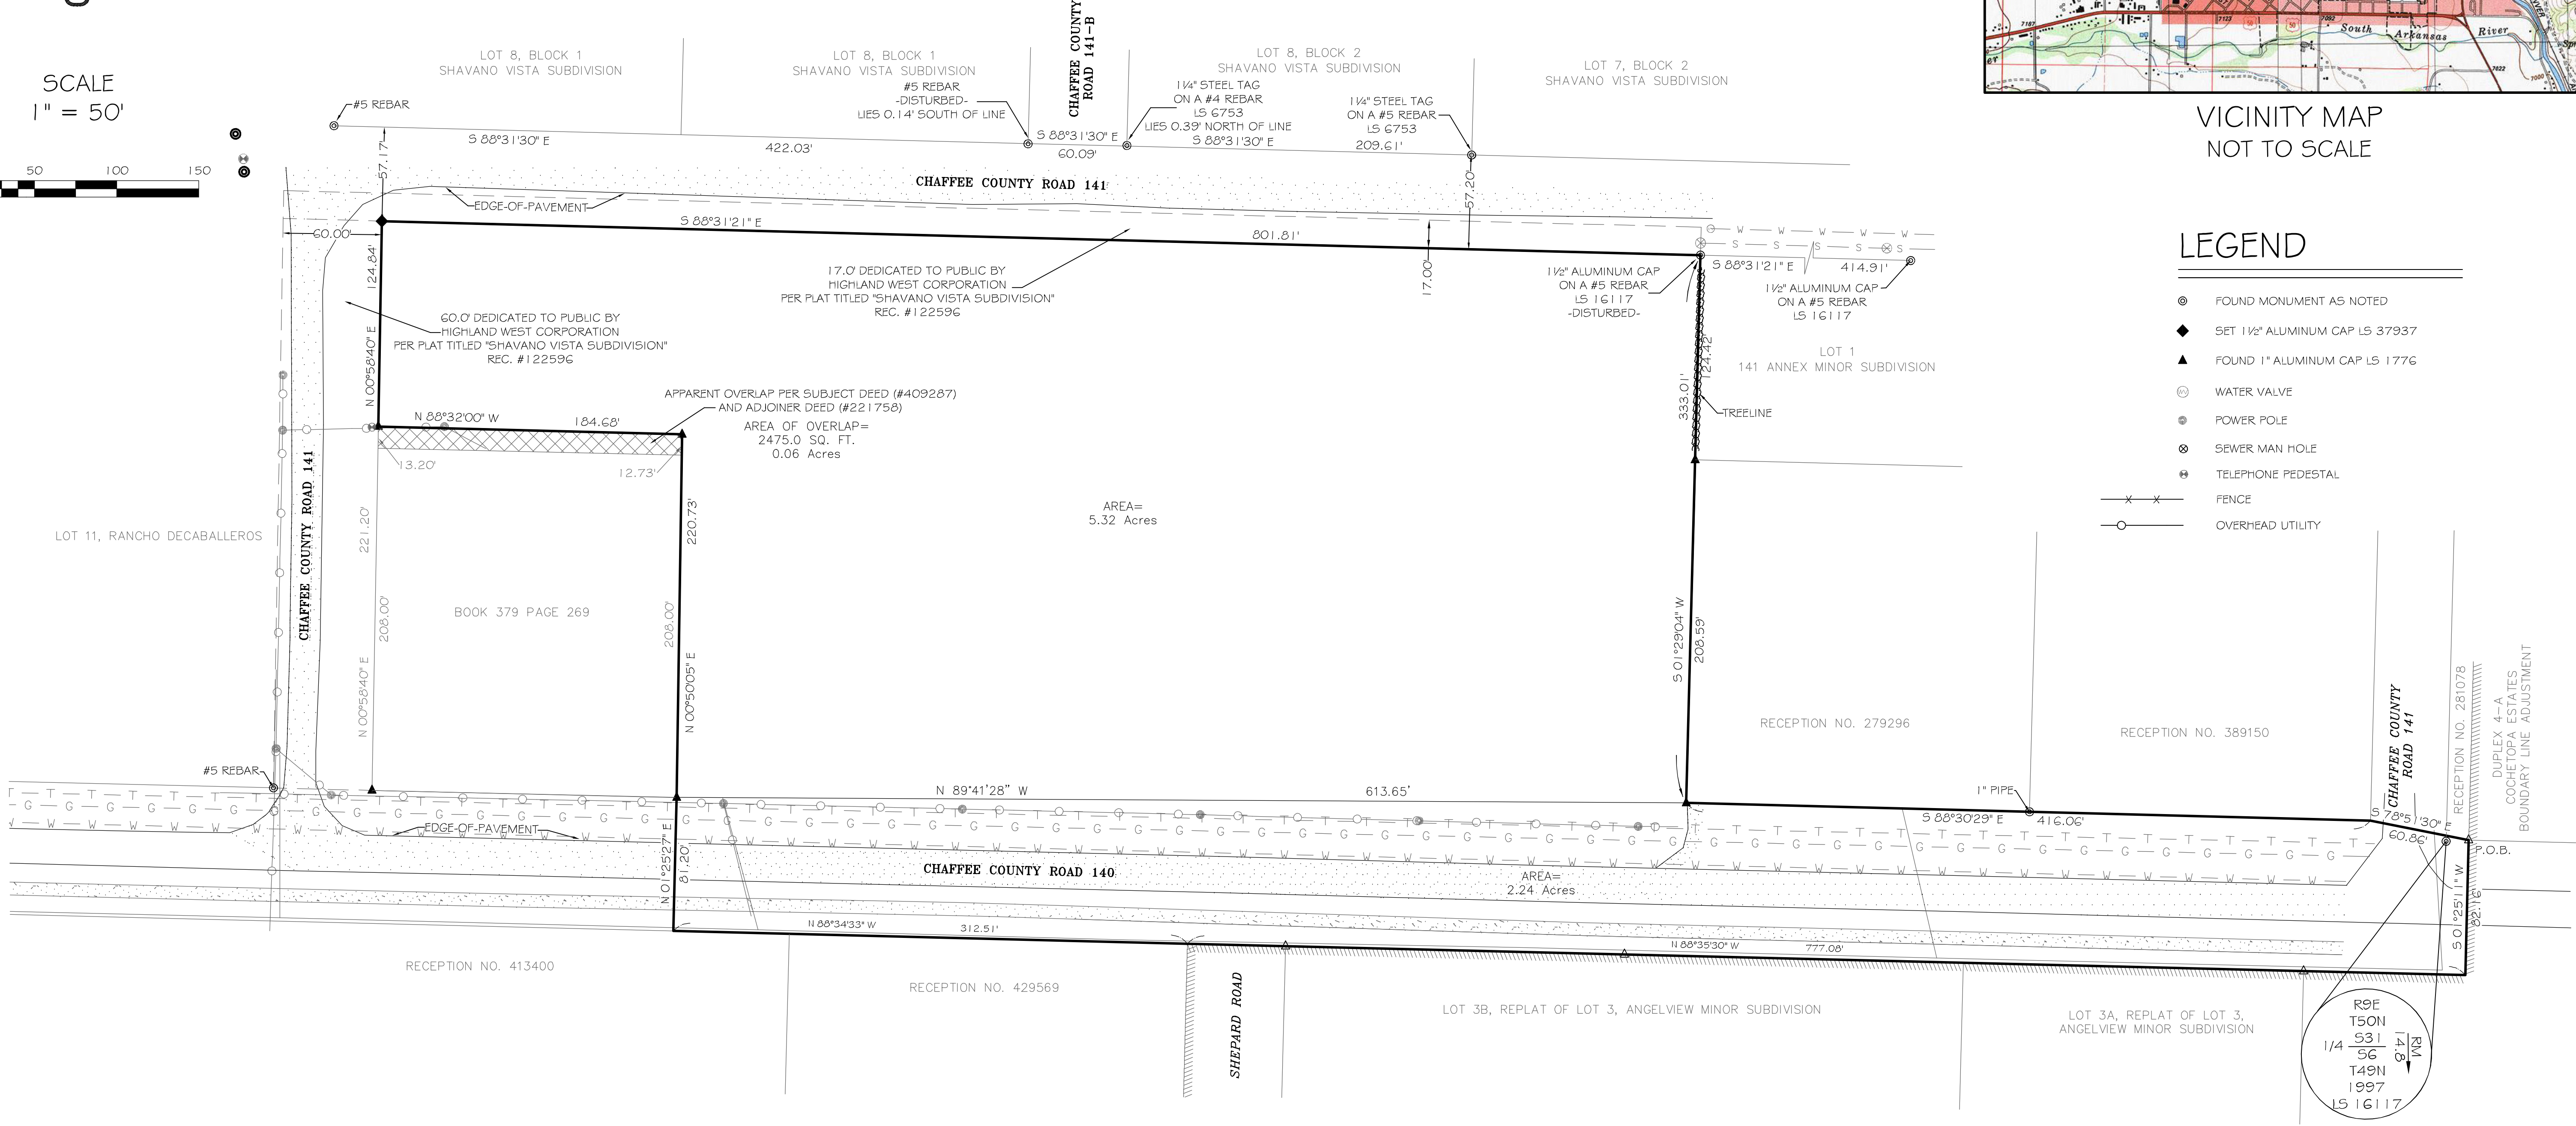 SCALE
1" = 50'
50 100 150
LOT 8, BLOCK 1
SHAVANO VISTA SUBDIVISION
LOT 8, BLOCK 1
SHAVANO VISTA SUBDIVISION
CHAFFEE COUNTY
ROAD 141-B
LOT 8, BLOCK 2
SHAVANO VISTA SUBDIVISION
LOT 7, BLOCK 2
SHAVANO VISTA SUBDIVISION
#5 REBAR
#5 REBAR
-DISTURBED-
LIES 0.14' SOUTH OF LINE
1¼" STEEL TAG
ON A #4 REBAR
LS 6753
LIES 0.39' NORTH OF LINE
1¼" STEEL TAG
ON A #5 REBAR
LS 6753
S 88°31'30" E
422.03'
S 88°31'30" E
60.09'
S 88°31'30" E
209.61'
57.17'
57.20'
CHAFFEE COUNTY ROAD 141
EDGE-OF-PAVEMENT
60.00'
S 88°31'21" E
801.81'
17.00'
124.84'
N 00°58'40" E
17.0' DEDICATED TO PUBLIC BY
HIGHLAND WEST CORPORATION
PER PLAT TITLED "SHAVANO VISTA SUBDIVISION"
REC. #122596
60.0' DEDICATED TO PUBLIC BY
HIGHLAND WEST CORPORATION
PER PLAT TITLED "SHAVANO VISTA SUBDIVISION"
REC. #122596
1½" ALUMINUM CAP
ON A #5 REBAR
LS 16117
-DISTURBED-
W W W W W
S S S S S
S 88°31'21" E
414.91'
1½" ALUMINUM CAP
ON A #5 REBAR
LS 16117
124.42'
333.01'
TREELINE
LOT 1
141 ANNEX MINOR SUBDIVISION
APPARENT OVERLAP PER SUBJECT DEED (#409287)
AND ADJOINER DEED (#221758)
AREA OF OVERLAP=
2475.0 SQ. FT.
0.06 Acres
N 88°32'00" W
184.68'
13.20'
12.73'
AREA=
5.32 Acres
LOT 11, RANCHO DECABALLEROS
CHAFFEE COUNTY ROAD 141
221.20'
208.00'
N 00°58'40" E
BOOK 379 PAGE 269
220.73'
208.00'
N 00°50'05" E
S 01°29'04" W
208.59'
RECEPTION NO. 279296
RECEPTION NO. 389150
CHAFFEE COUNTY
ROAD 141
RECEPTION NO. 281078
DUPLEX 4-A
COCHETOPA ESTATES
BOUNDARY LINE ADJUSTMENT
#5 REBAR
N 89°41'28" W
613.65'
1" PIPE
S 88°30'29" E
416.06'
S 78°51'30" E
60.86'
P.O.B.
EDGE-OF-PAVEMENT
N 01°25'27" E
81.20'
CHAFFEE COUNTY ROAD 140
AREA=
2.24 Acres
S 01°25'11" W
82.19'
N 88°34'33" W
312.51'
N 88°35'30" W
777.08'
RECEPTION NO. 413400
RECEPTION NO. 429569
SHEPARD ROAD
LOT 3B, REPLAT OF LOT 3, ANGELVIEW MINOR SUBDIVISION
LOT 3A, REPLAT OF LOT 3,
ANGELVIEW MINOR SUBDIVISION
R9E
T50N
1/4 S31
S6
T49N
1997
LS 16117
RM
14.8
7187
7123
50
50
7092
South Arkansas River
7022
7000
VICINITY MAP
NOT TO SCALE
LEGEND
FOUND MONUMENT AS NOTED
SET 1½" ALUMINUM CAP LS 37937
FOUND 1" ALUMINUM CAP LS 1776
WATER VALVE
POWER POLE
SEWER MAN HOLE
TELEPHONE PEDESTAL
FENCE
OVERHEAD UTILITY